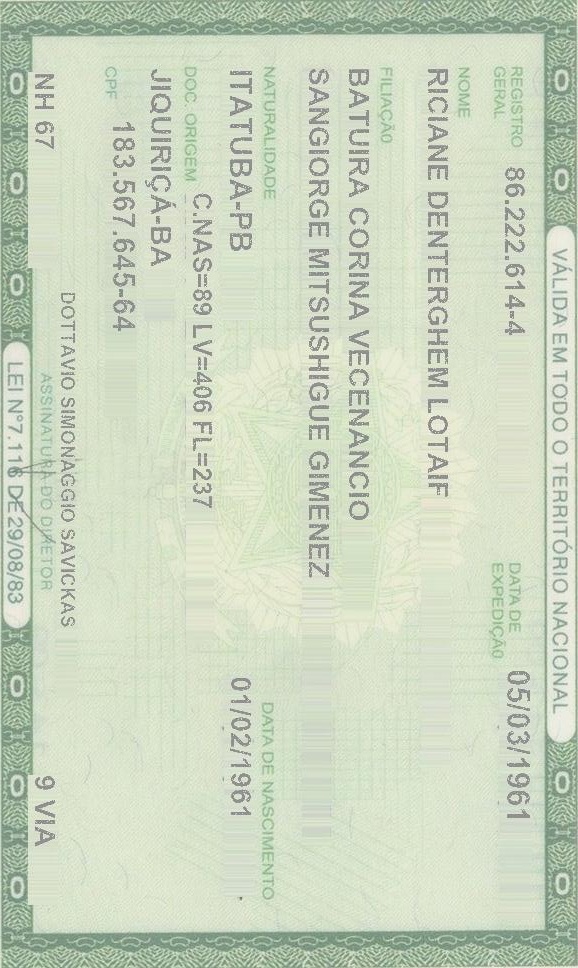 VÁLIDA EM TODO O TERRITÓRIO NACIONAL
REGISTRO GERAL 86.222.614-4 DATA DE EXPEDIÇÃO 05/03/1961
NOME
RICIANE DENTERGHEM LOTAIF
FILIAÇÃO
BATUIRA CORINA VECENANCIO
SANGIORGE MITSUSHIGUE GIMENEZ
NATURALIDADE DATA DE NASCIMENTO
ITATUBA-PB 01/02/1961
DOC. ORIGEM C.NAS=89 LV=406 FL=237
JIQUIRIÇÁ-BA
CPF 183.567.645-64
NH 67 DOTTAVIO SIMONAGGIO SAVICKAS 9 VIA
ASSINATURA DO DIRETOR
LEI Nº7.116 DE 29/08/83